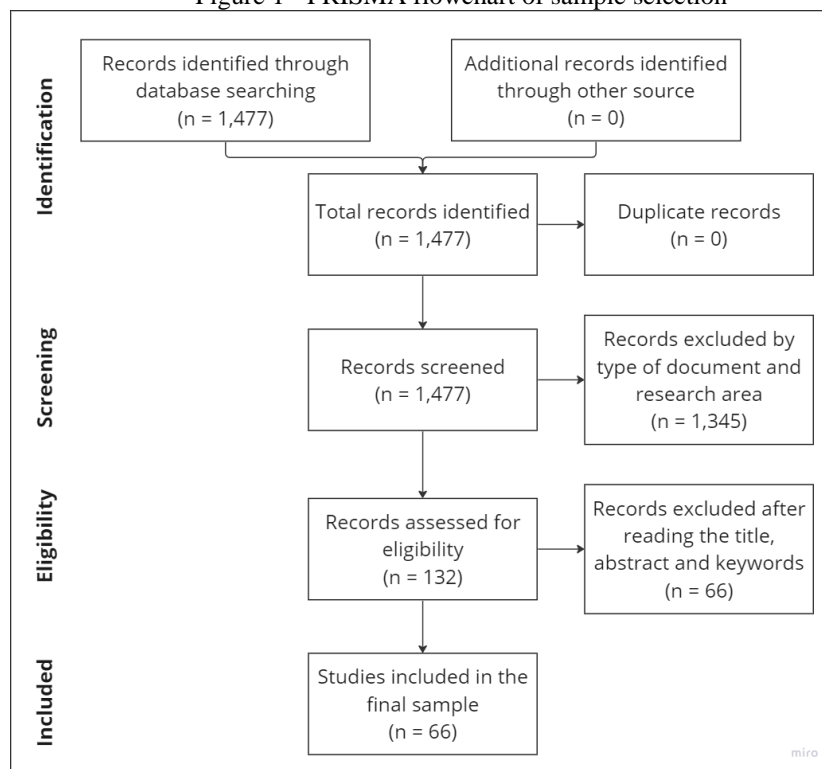 Figure 1 - PRISMA flowchart of sample selection
Identification
Records identified through
database searching
(n = 1,477)
Additional records identified
through other source
(n = 0)
Total records identified
(n = 1,477)
Duplicate records
(n = 0)
Screening
Records screened
(n = 1,477)
Records excluded by
type of document and
research area
(n = 1,345)
Eligibility
Records assessed for
eligibility
(n = 132)
Records excluded after
reading the title,
abstract and keywords
(n = 66)
Included
Studies included in the
final sample
(n = 66)
miro